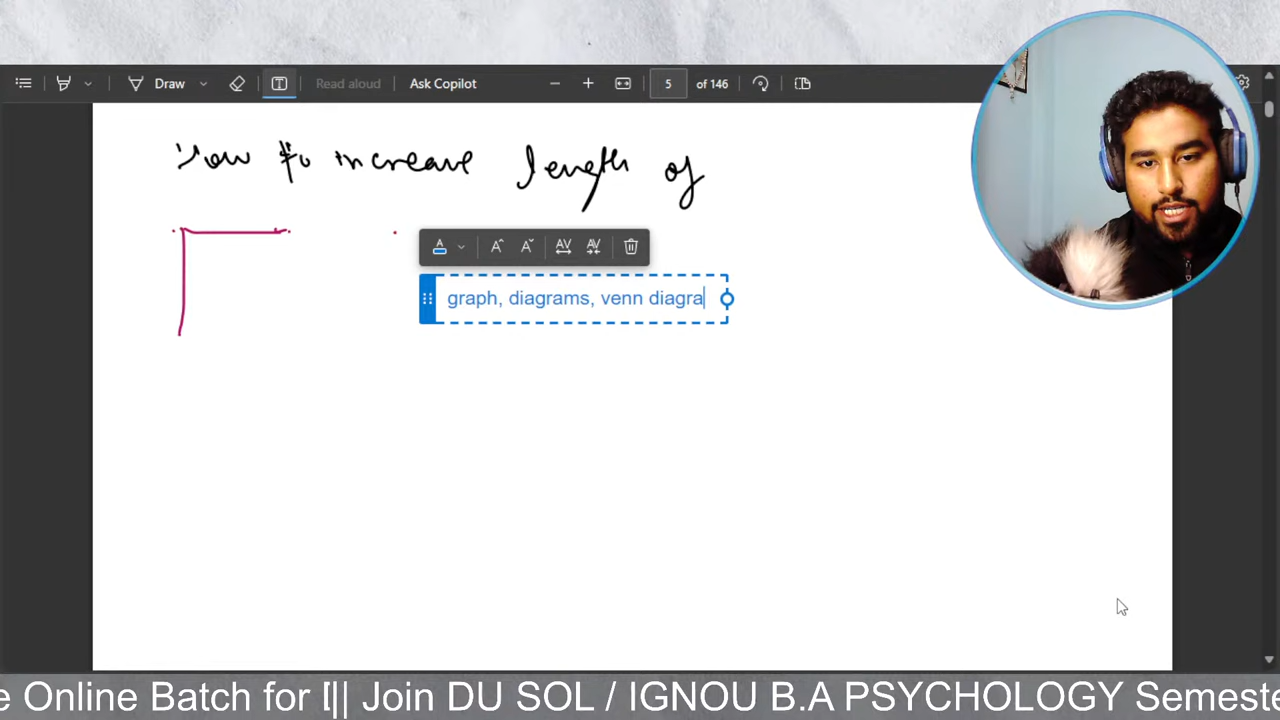 Draw Read aloud Ask Copilot 5 of 146
How to increase length of
graph, diagrams, venn diagra
e Online Batch for [|| Join DU SOL / IGNOU B.A PSYCHOLOGY Semeste